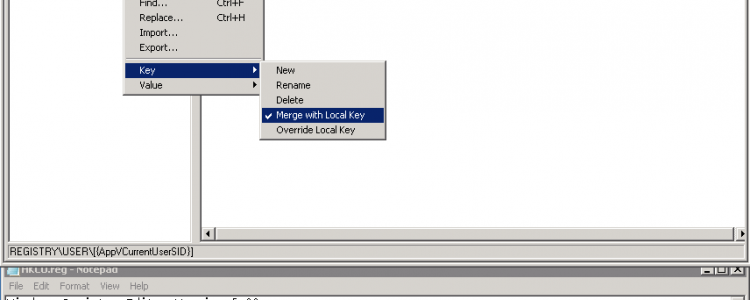 Find... Ctrl+F
Replace... Ctrl+H
Import...
Export...
Key
Value
New
Rename
Delete
Merge with Local Key
Override Local Key
REGISTRY\USER\[{AppVCurrentUserSID}]
HKCU.reg - Notepad
File Edit Format View Help